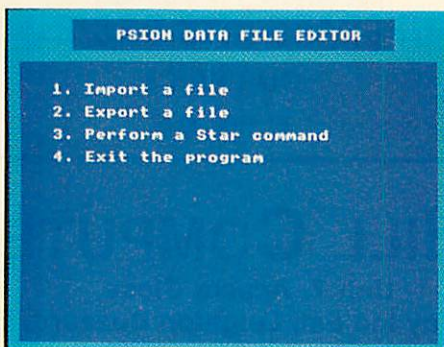 PSION DATA FILE EDITOR
1. Import a file
2. Export a file
3. Perform a Star command
4. Exit the program